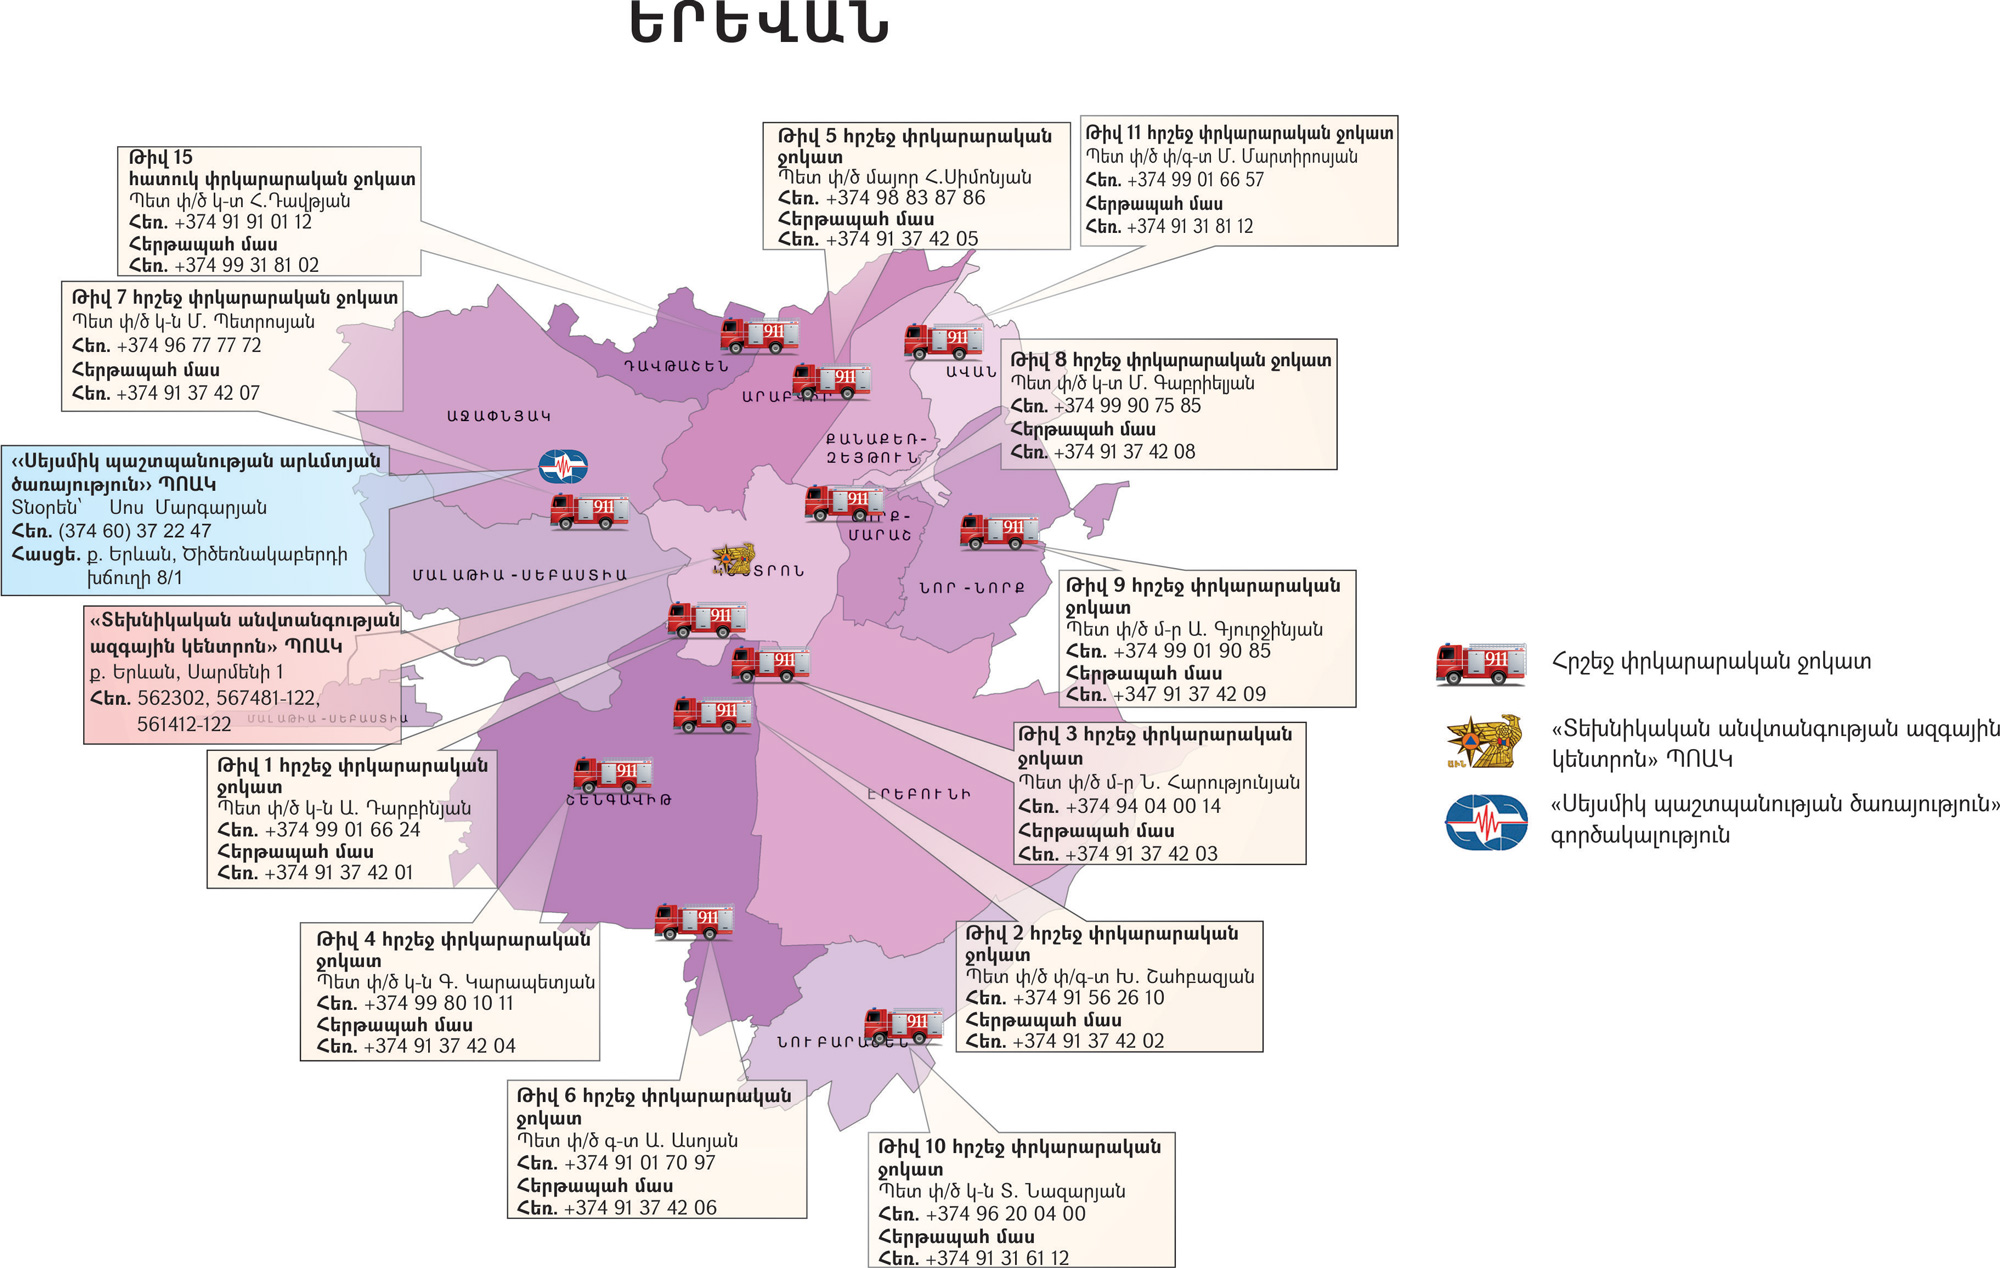 ԵՐԵՎԱՆ
Թիվ 15
հատուկ փրկարարական ջոկատ
Պետ փ/ծ կ-տ Հ.Դավթյան
Հեռ. +374 91 91 01 12
Հերթապահ մաս
Հեռ. +374 99 31 81 02
Թիվ 5 հրշեջ փրկարարական
ջոկատ
Պետ փ/ծ մայոր Հ.Սիմոնյան
Հեռ. +374 98 83 87 86
Հերթապահ մաս
Հեռ. +374 91 37 42 05
Թիվ 11 հրշեջ փրկարարական ջոկատ
Պետ փ/ծ փ/գ-տ Մ. Մարտիրոսյան
Հեռ. +374 99 01 66 57
Հերթապահ մաս
Հեռ. +374 91 31 81 12
Թիվ 7 հրշեջ փրկարարական ջոկատ
Պետ փ/ծ կ-ն Մ. Պետրոսյան
Հեռ. +374 96 77 77 72
Հերթապահ մաս
Հեռ. +374 91 37 42 07
Թիվ 8 հրշեջ փրկարարական ջոկատ
Պետ փ/ծ կ-տ Մ. Գաբրիելյան
Հեռ. +374 99 90 75 85
Հերթապահ մաս
Հեռ. +374 91 37 42 08
‹‹Սեյսմիկ պաշտպանության արևմտյան
ծառայություն›› ՊՈԱԿ
Տնօրեն՝ Սոս Մարգարյան
Հեռ. (374 60) 37 22 47
Հասցե. ք. Երևան, Ծիծեռնակաբերդի
խճուղի 8/1
«Տեխնիկական անվտանգության
ազգային կենտրոն» ՊՈԱԿ
ք. Երևան, Սարմենի 1
Հեռ. 562302, 567481-122,
561412-122
ՄԱԼԱԹԻԱ-ՍԵԲԱՍՏԻԱ
Թիվ 9 հրշեջ փրկարարական
ջոկատ
Պետ փ/ծ մ-ր Ա. Գյուրջինյան
Հեռ. +374 99 01 90 85
Հերթապահ մաս
Հեռ. +347 91 37 42 09
Թիվ 1 հրշեջ փրկարարական
ջոկատ
Պետ փ/ծ կ-ն Ա. Դարբինյան
Հեռ. +374 99 01 66 24
Հերթապահ մաս
Հեռ. +374 91 37 42 01
Թիվ 3 հրշեջ փրկարարական
ջոկատ
Պետ փ/ծ մ-ր Ն. Հարությունյան
Հեռ. +374 94 04 00 14
Հերթապահ մաս
Հեռ. +374 91 37 42 03
Թիվ 4 հրշեջ փրկարարական
ջոկատ
Պետ փ/ծ կ-ն Գ. Կարապետյան
Հեռ. +374 99 80 10 11
Հերթապահ մաս
Հեռ. +374 91 37 42 04
Թիվ 2 հրշեջ փրկարարական
ջոկատ
Պետ փ/ծ փ/գ-տ Խ. Շահբազյան
Հեռ. +374 91 56 26 10
Հերթապահ մաս
Հեռ. +374 91 37 42 02
Թիվ 6 հրշեջ փրկարարական
ջոկատ
Պետ փ/ծ գ-տ Ա. Ասոյան
Հեռ. +374 91 01 70 97
Հերթապահ մաս
Հեռ. +374 91 37 42 06
Թիվ 10 հրշեջ փրկարարական
ջոկատ
Պետ փ/ծ կ-ն Տ. Նազարյան
Հեռ. +374 96 20 04 00
Հերթապահ մաս
Հեռ. +374 91 31 61 12
ԴԱՎԹԱՇԵՆ
911
911
911
ԱՎԱՆ
ԱՐԱԲԿԻՐ
ԱՋԱՓՆՅԱԿ
ՔԱՆԱՔԵՌ-
ԶԵՅԹՈՒՆ
911
911
ՆՈՐՔ-
ՄԱՐԱՇ
911
ՄԱԼԱԹԻԱ-ՍԵԲԱՍՏԻԱ
ԿԵՆՏՐՈՆ
ՆՈՐ-ՆՈՐՔ
911
911
911
911
ՇԵՆԳԱՎԻԹ
ԷՐԵԲՈՒՆԻ
911
911
ՆՈՒԲԱՐԱՇԵՆ
911
Հրշեջ փրկարարական ջոկատ
ԱԻՆ
«Տեխնիկական անվտանգության ազգային
կենտրոն» ՊՈԱԿ
«Սեյսմիկ պաշտպանության ծառայություն»
գործակալություն